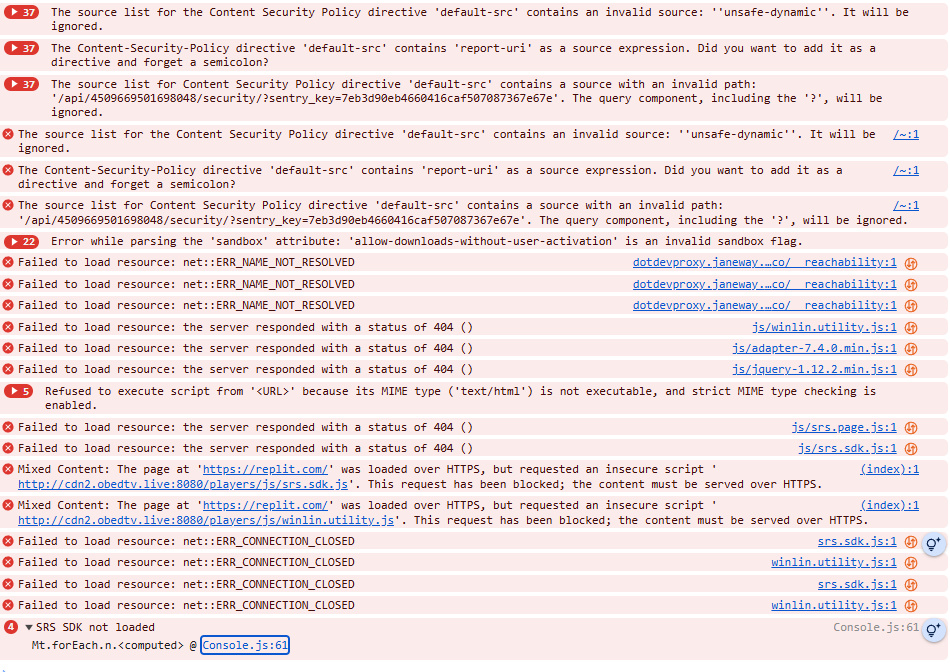 37 The source list for the Content Security Policy directive 'default-src' contains an invalid source: ''unsafe-dynamic''. It will be
ignored.
37 The Content-Security-Policy directive 'default-src' contains 'report-uri' as a source expression. Did you want to add it as a
directive and forget a semicolon?
37 The source list for Content Security Policy directive 'default-src' contains a source with an invalid path:
'/api/4509669501698048/security/?sentry_key=7eb3d90eb4660416caf507087367e67e'. The query component, including the '?', will be
ignored.
The source list for the Content Security Policy directive 'default-src' contains an invalid source: ''unsafe-dynamic''. It will be /~:1
ignored.
The Content-Security-Policy directive 'default-src' contains 'report-uri' as a source expression. Did you want to add it as a /~:1
directive and forget a semicolon?
The source list for Content Security Policy directive 'default-src' contains a source with an invalid path: /~:1
'/api/4509669501698048/security/?sentry_key=7eb3d90eb4660416caf507087367e67e'. The query component, including the '?', will be ignored.
22 Error while parsing the 'sandbox' attribute: 'allow-downloads-without-user-activation' is an invalid sandbox flag.
Failed to load resource: net::ERR_NAME_NOT_RESOLVED dotdevproxy.janeway.…co/__reachability:1
Failed to load resource: net::ERR_NAME_NOT_RESOLVED dotdevproxy.janeway.…co/__reachability:1
Failed to load resource: net::ERR_NAME_NOT_RESOLVED dotdevproxy.janeway.…co/__reachability:1
Failed to load resource: the server responded with a status of 404 () js/winlin.utility.js:1
Failed to load resource: the server responded with a status of 404 () js/adapter-7.4.0.min.js:1
Failed to load resource: the server responded with a status of 404 () js/jquery-1.12.2.min.js:1
5 Refused to execute script from '<URL>' because its MIME type ('text/html') is not executable, and strict MIME type checking is
enabled.
Failed to load resource: the server responded with a status of 404 () js/srs.page.js:1
Failed to load resource: the server responded with a status of 404 () js/srs.sdk.js:1
Mixed Content: The page at 'https://replit.com/' was loaded over HTTPS, but requested an insecure script ' (index):1
http://cdn2.obedtv.live:8080/players/js/srs.sdk.js'. This request has been blocked; the content must be served over HTTPS.
Mixed Content: The page at 'https://replit.com/' was loaded over HTTPS, but requested an insecure script ' (index):1
http://cdn2.obedtv.live:8080/players/js/winlin.utility.js'. This request has been blocked; the content must be served over HTTPS.
Failed to load resource: net::ERR_CONNECTION_CLOSED srs.sdk.js:1
Failed to load resource: net::ERR_CONNECTION_CLOSED winlin.utility.js:1
Failed to load resource: net::ERR_CONNECTION_CLOSED srs.sdk.js:1
Failed to load resource: net::ERR_CONNECTION_CLOSED winlin.utility.js:1
4 SRS SDK not loaded Console.js:61
Mt.forEach.n.<computed> @ Console.js:61